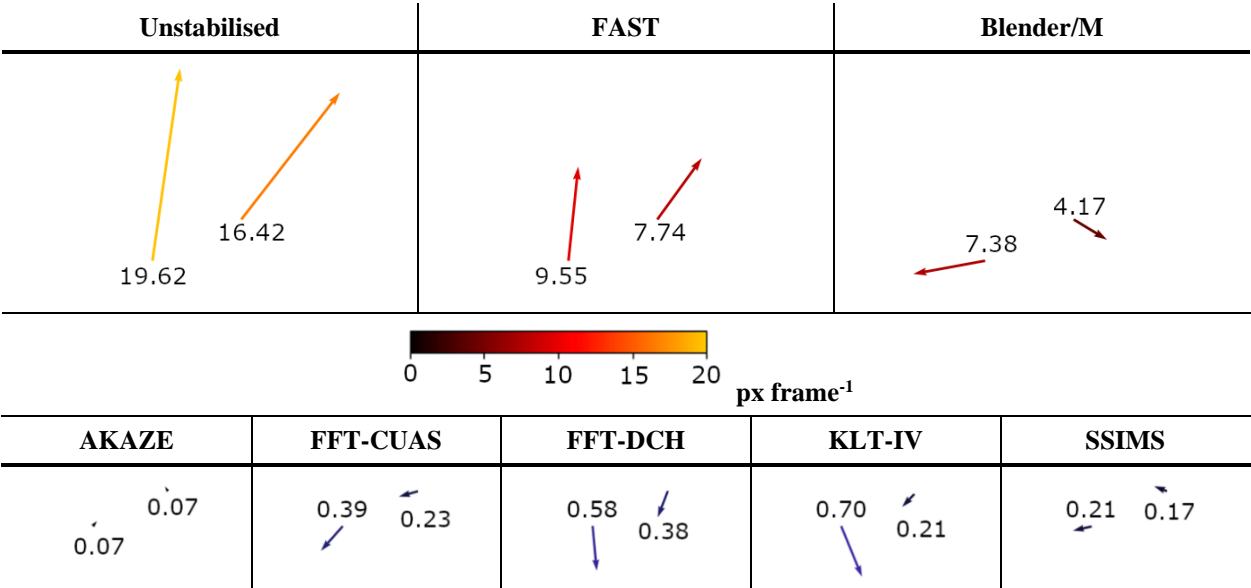 Unstabilised FAST Blender/M
4.17
16.42 7.74 7.38
19.62 9.55
0 5 10 15 20
px frame-1
AKAZE FFT-CUAS FFT-DCH KLT-IV SSIMS
0.07 0.39 0.23 0.58 0.38 0.70 0.21 0.21 0.17
0.07